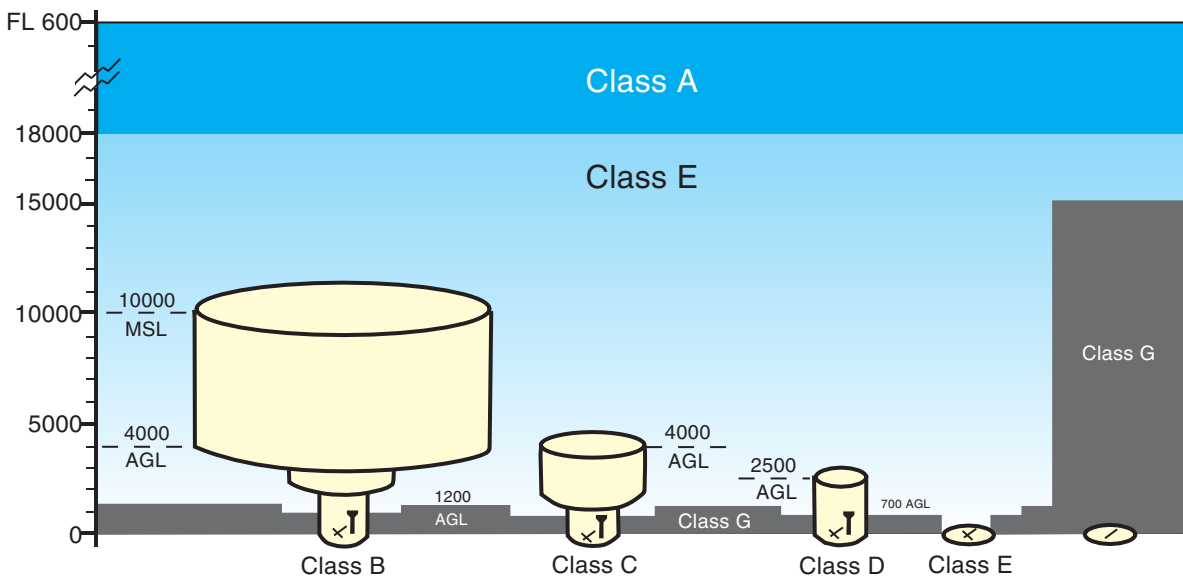 FL 600
Class A
18000
Class E
15000
10000
MSL
10000
Class G
5000
4000
AGL
4000
AGL
2500
AGL
1200
AGL
700 AGL
Class G
0
Class B
Class C
Class D
Class E